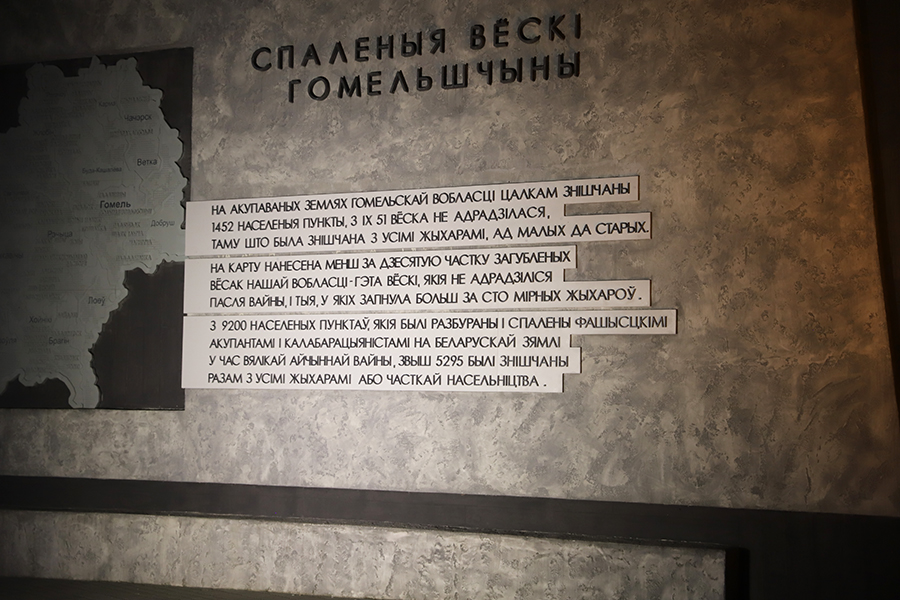 СПАЛЕНЫЯ ВЁСКІ
ГОМЕЛЬШЧЫНЫ
Чачэрск
Ветка
Гомель
Добруш
Лоеў
Брагін
НА АКУПАВАНЫХ ЗЕМЛЯХ ГОМЕЛЬСКАЙ ВОБЛАСЦІ ЦАЛКАМ ЗНІШЧАНЫ
1452 НАСЕЛЕНЫЯ ПУНКТЫ, З ІХ 51 ВЁСКА НЕ АДРАДЗІЛАСЯ,
ТАМУ ШТО БЫЛА ЗНІШЧАНА З УСІМІ ЖЫХАРАМІ, АД МАЛЫХ ДА СТАРЫХ.
НА КАРТУ НАНЕСЕНА МЕНШ ЗА ДЗЕСЯТУЮ ЧАСТКУ ЗАГУБЛЕНЫХ
ВЁСАК НАШАЙ ВОБЛАСЦІ-ГЭТА ВЁСКІ, ЯКІЯ НЕ АДРАДЗІЛІСЯ
ПАСЛЯ ВАЙНЫ, І ТЫЯ, У ЯКІХ ЗАГІНУЛА БОЛЬШ ЗА СТО МІРНЫХ ЖЫХАРОЎ.
З 9200 НАСЕЛЕНЫХ ПУНКТАЎ, ЯКІЯ БЫЛІ РАЗБУРАНЫ І СПАЛЕНЫ ФАШЫСЦКІМІ
АКУПАНТАМІ І КАЛАБАРАЦЫЯНІСТАМІ НА БЕЛАРУСКАЙ ЗЯМЛІ
У ЧАС ВЯЛІКАЙ АЙЧЫННАЙ ВАЙНЫ, ЗВЫШ 5295 БЫЛІ ЗНІШЧАНЫ
РАЗАМ З УСІМІ ЖЫХАРАМІ АБО ЧАСТКАЙ НАСЕЛЬНІЦТВА.